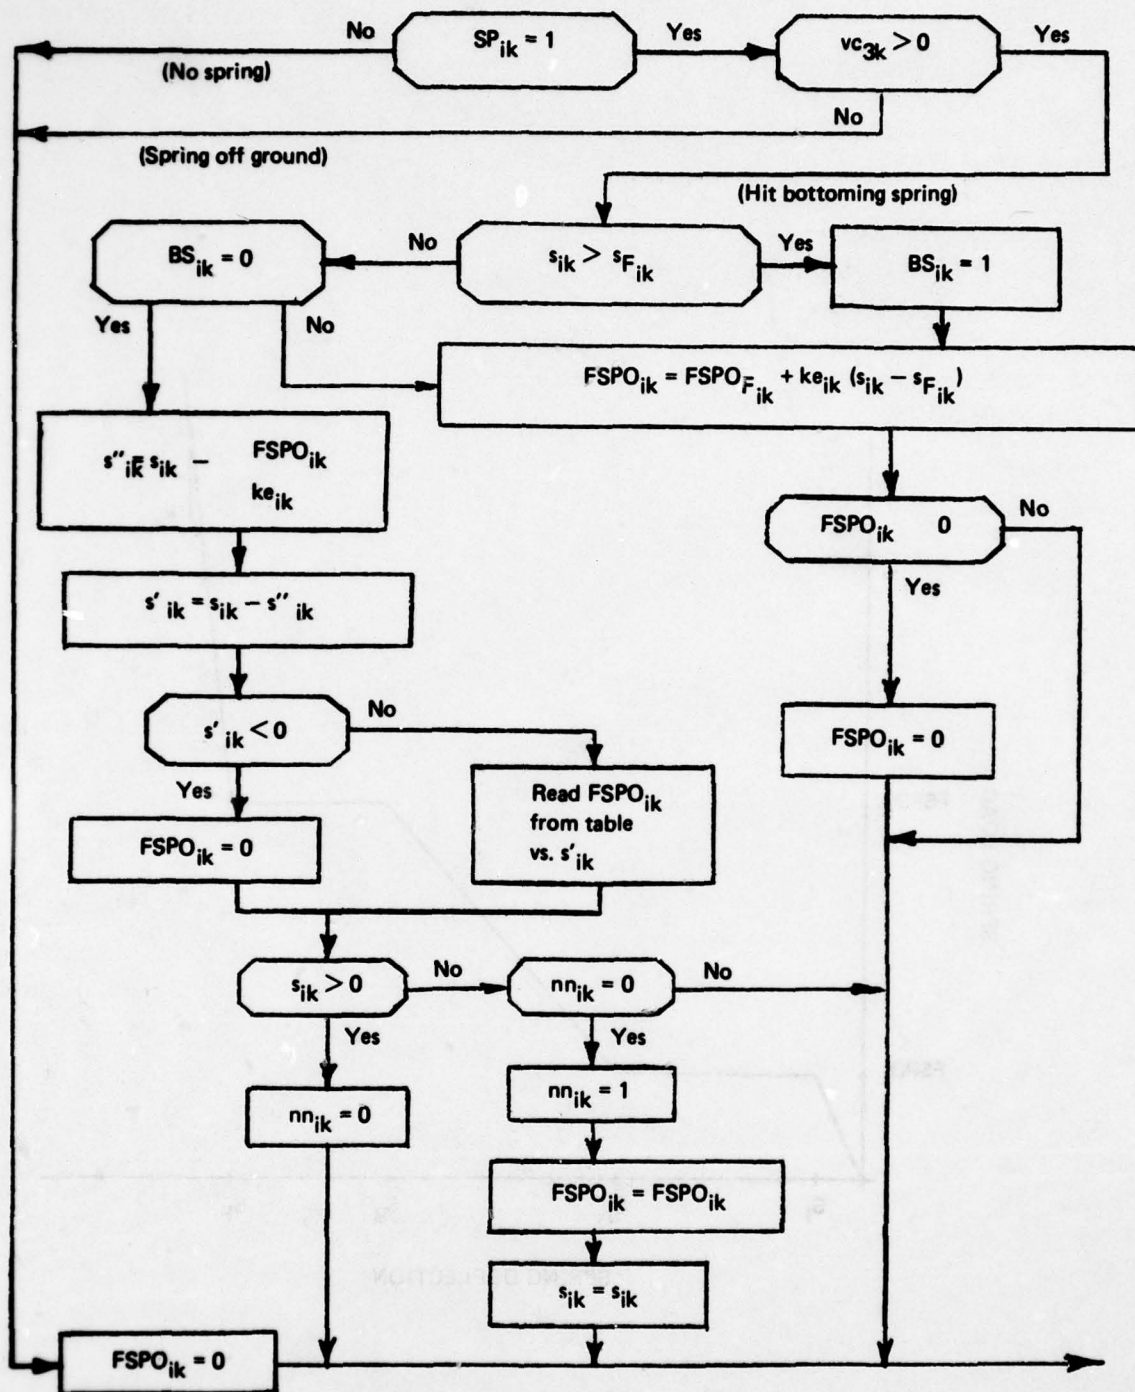 No
SP_ik = 1
Yes
vc_3k > 0
Yes
(No spring)
No
(Spring off ground)
(Hit bottoming spring)
BS_ik = 0
No
s_ik > s_F_ik
Yes
BS_ik = 1
Yes
No
FSPO_ik = FSPO_F_ik + ke_ik (s_ik – s_F_ik)
s''_ik = s_ik – FSPO_ik
ke_ik
FSPO_ik 0
No
Yes
s'_ik = s_ik – s''_ik
s'_ik < 0
No
FSPO_ik = 0
Yes
Read FSPO_ik
from table
vs. s'_ik
FSPO_ik = 0
s_ik > 0
No
nn_ik = 0
No
Yes
Yes
nn_ik = 0
nn_ik = 1
FSPO_ik = FSPO_ik
s_ik = s_ik
FSPO_ik = 0